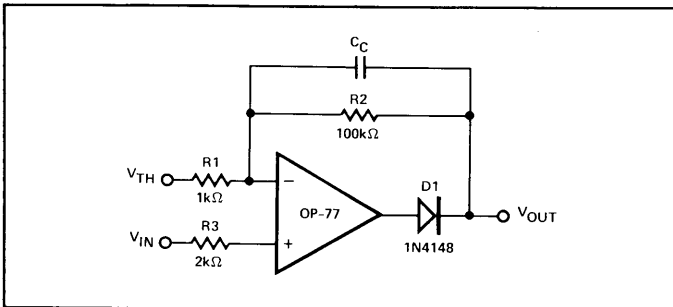 C_C
R2
100kΩ
V_TH
R1
1kΩ
−
OP-77
D1
1N4148
V_OUT
V_IN
R3
2kΩ
+